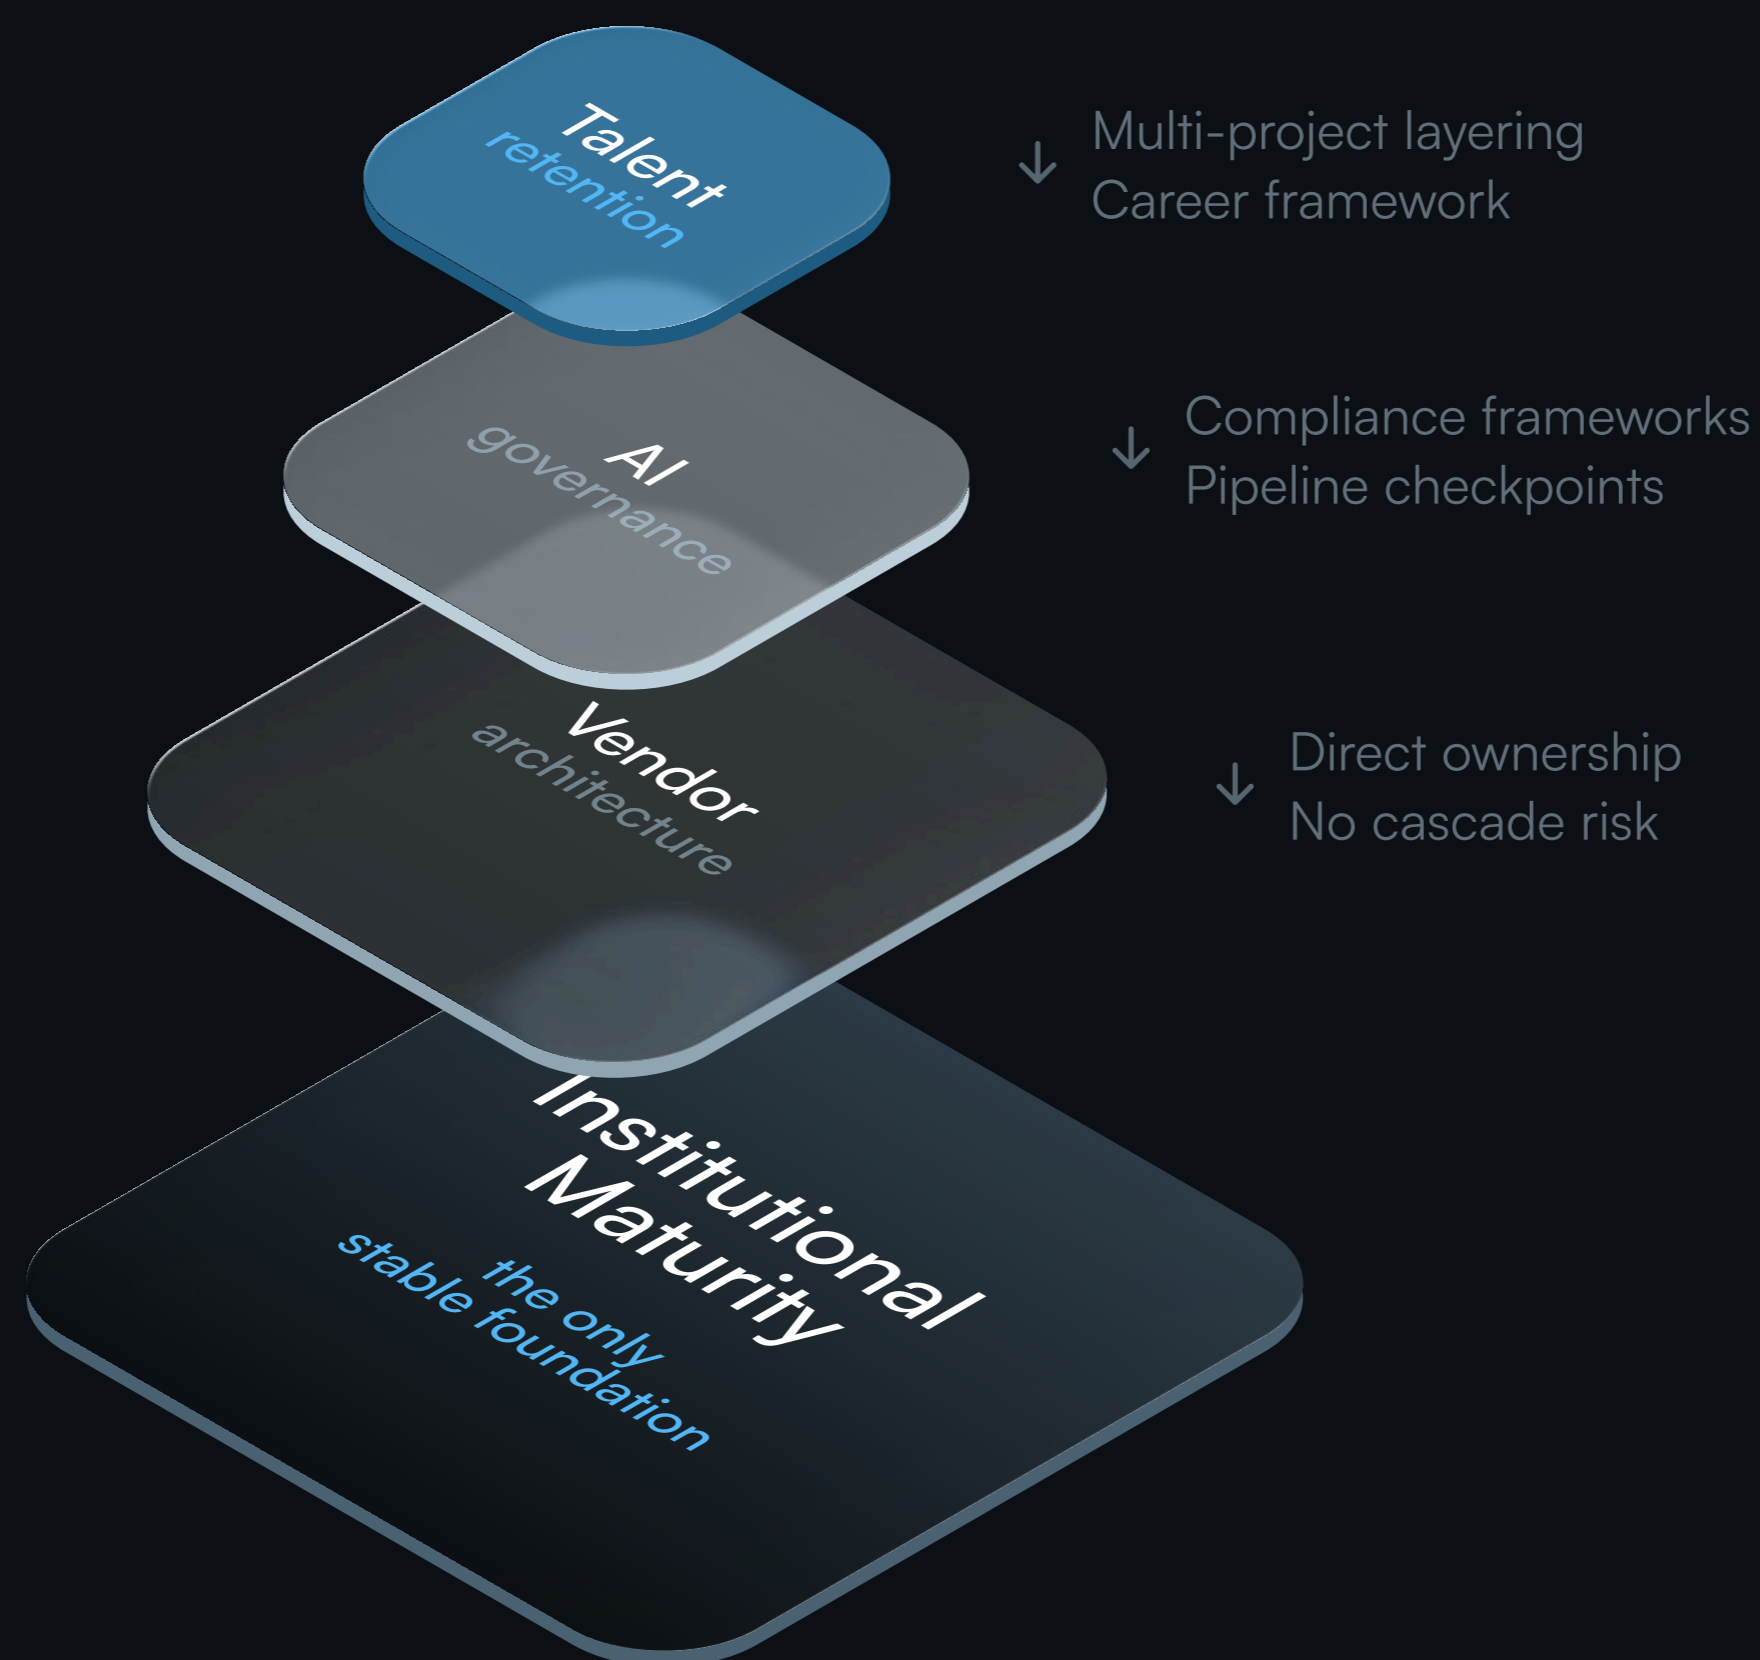 Talent
retention
Multi-project layering
Career framework
AI
governance
Compliance frameworks
Pipeline checkpoints
Vendor
architecture
Direct ownership
No cascade risk
Institutional
Maturity
the only
stable foundation